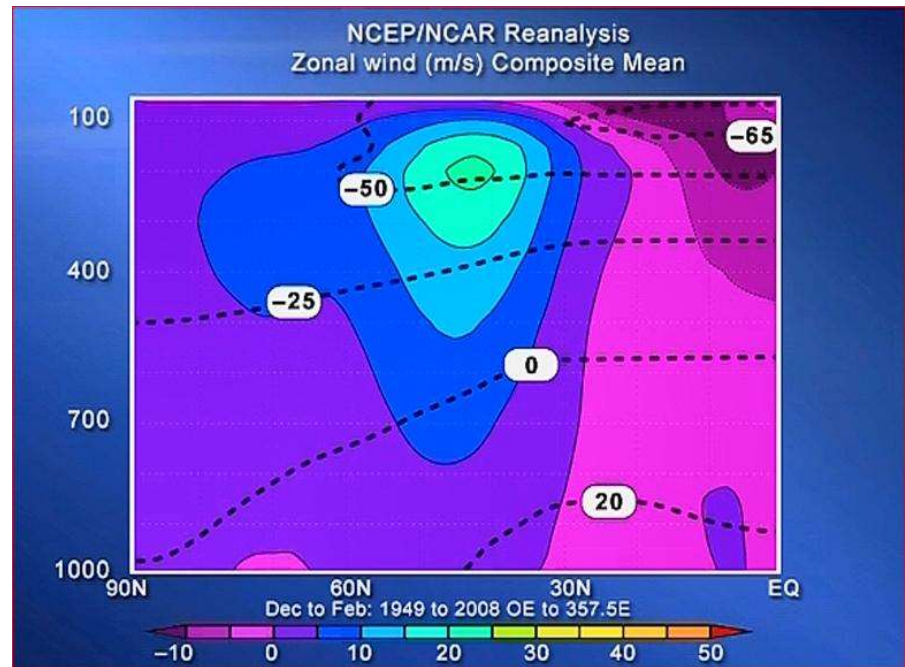 NCEP/NCAR Reanalysis
Zonal wind (m/s) Composite Mean
100
−65
−50
400
−25
0
700
20
1000
90N 60N 30N EQ
Dec to Feb: 1949 to 2008 OE to 357.5E
−10 0 10 20 30 40 50